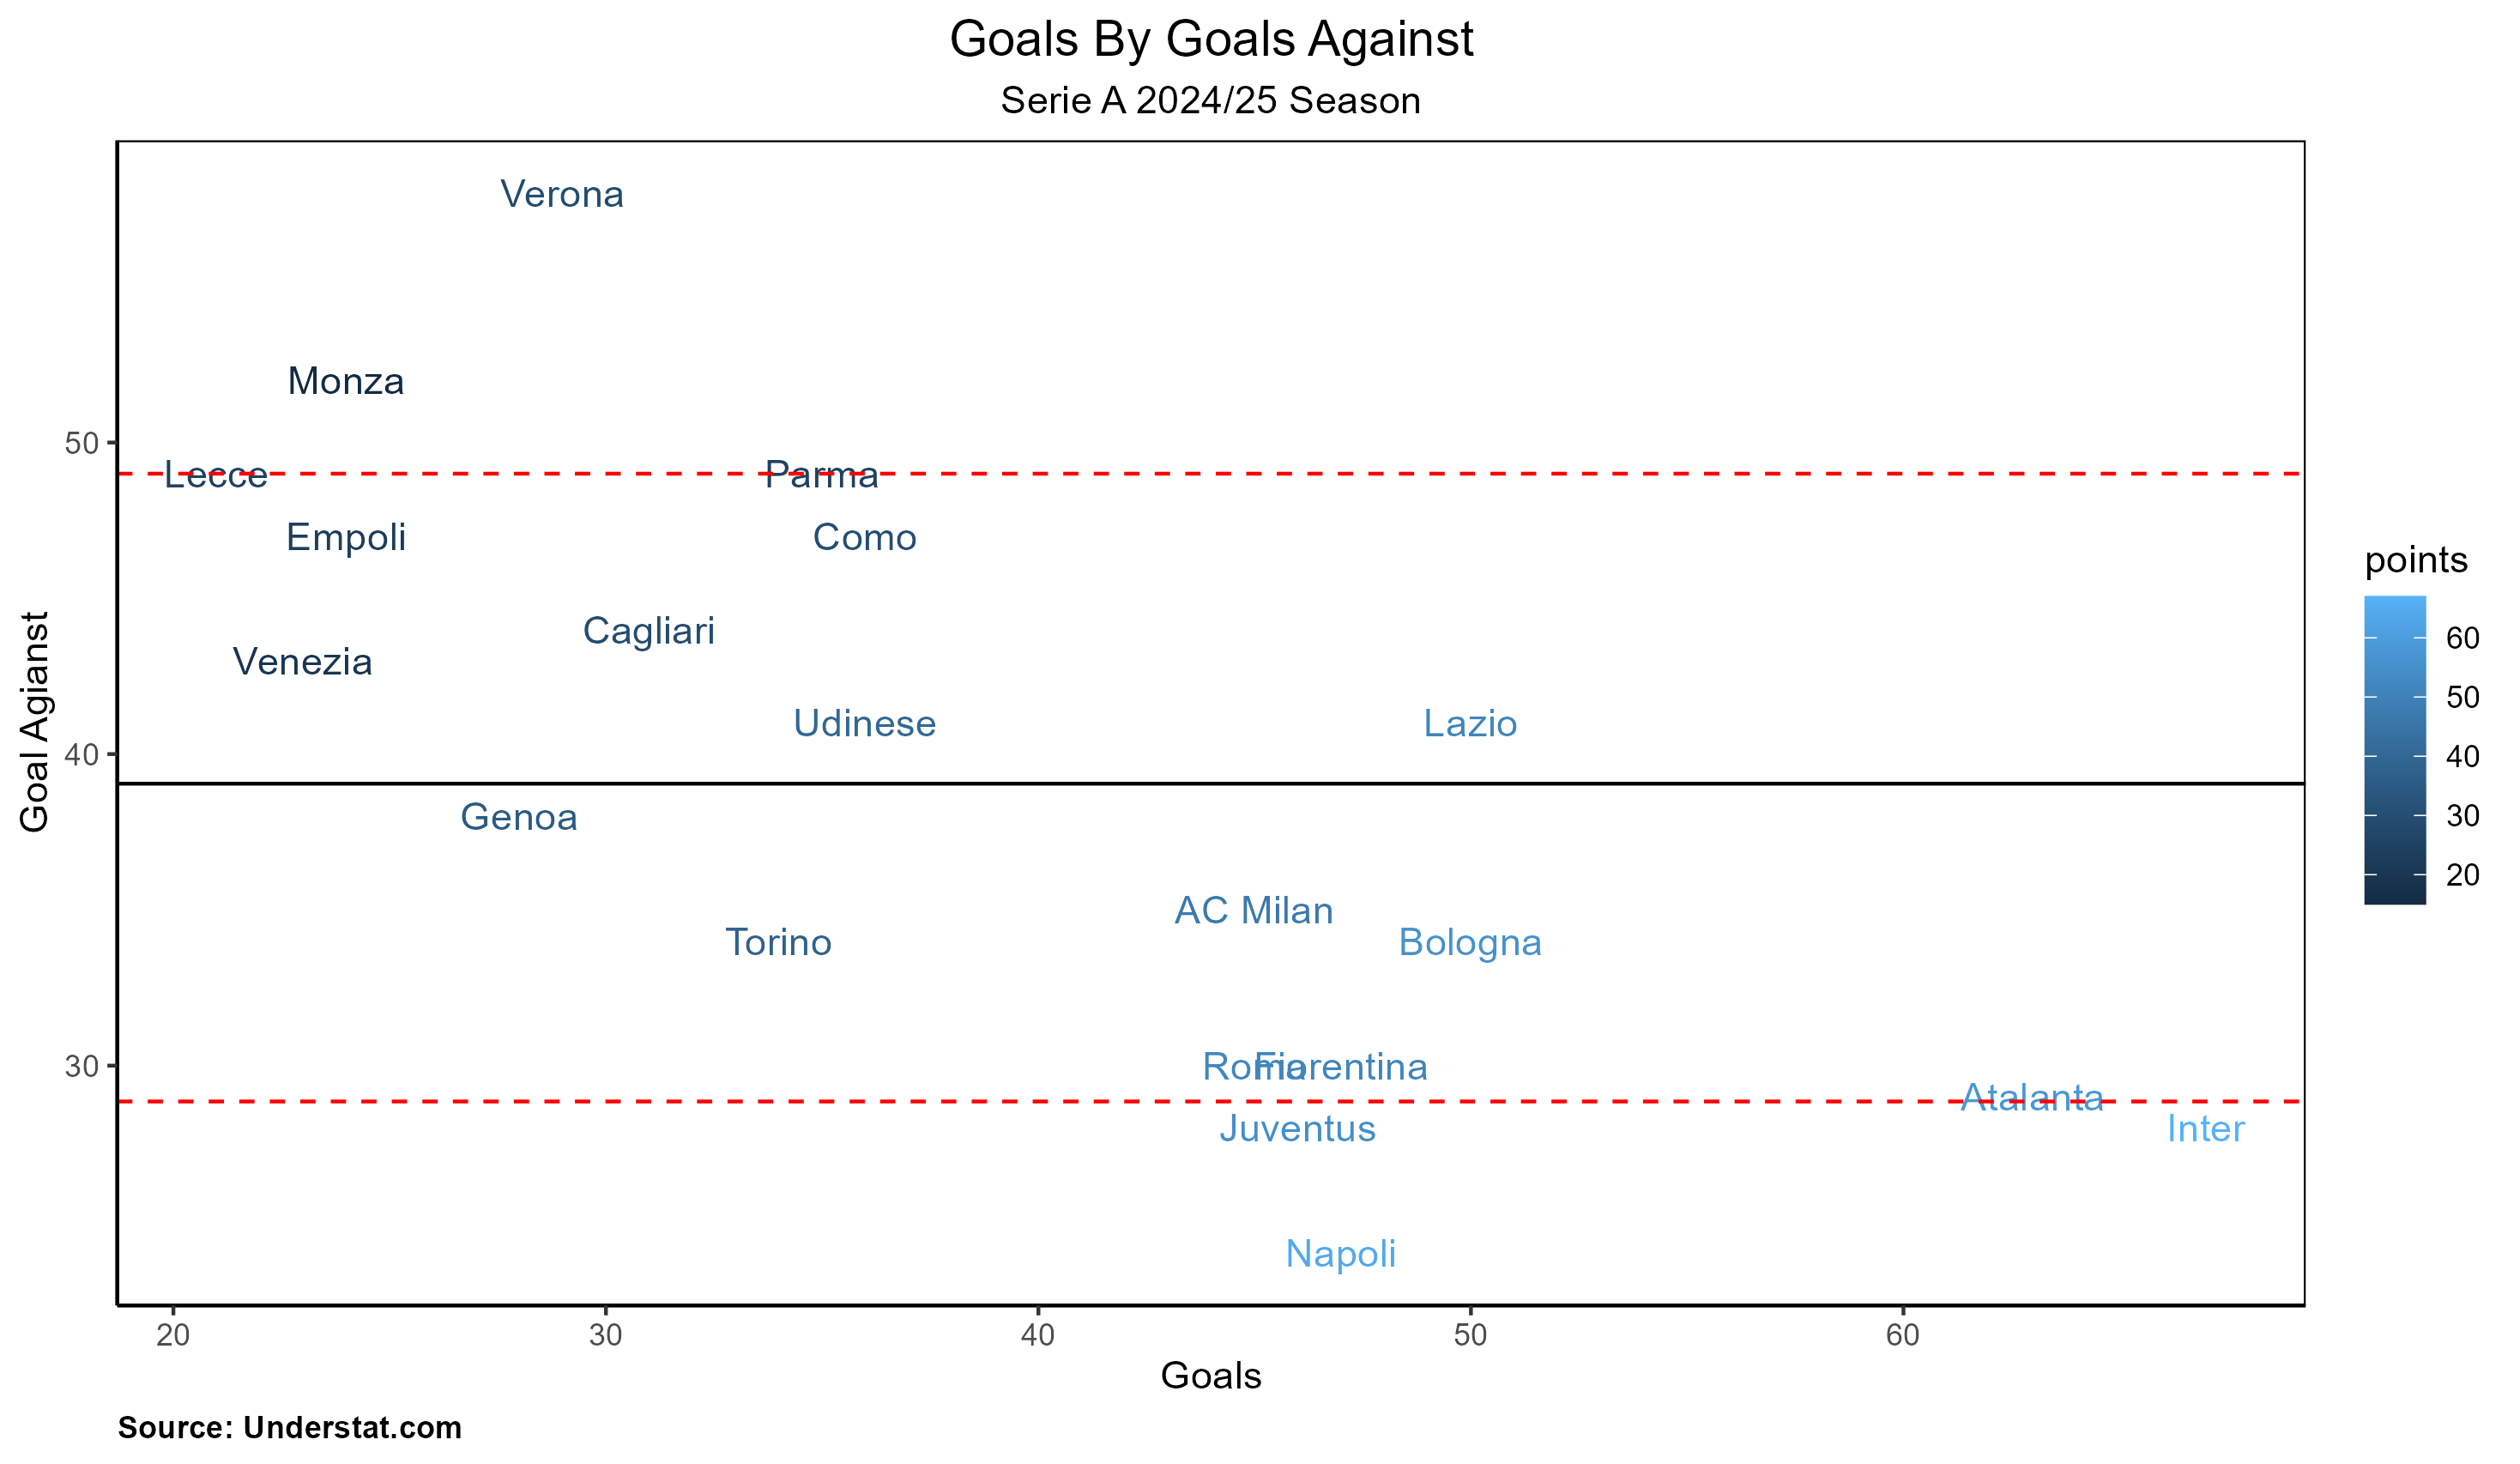 Goals By Goals Against
Serie A 2024/25 Season
Verona
Monza
50
Lecce
Parma
Empoli
Como
Cagliari
Venezia
Udinese
Lazio
40
Goal Agianst
Genoa
AC Milan
Torino
Bologna
30
Roma
Fiorentina
Atalanta
Juventus
Inter
Napoli
20
30
40
50
60
Goals
points
60
50
40
30
20
Source: Understat.com